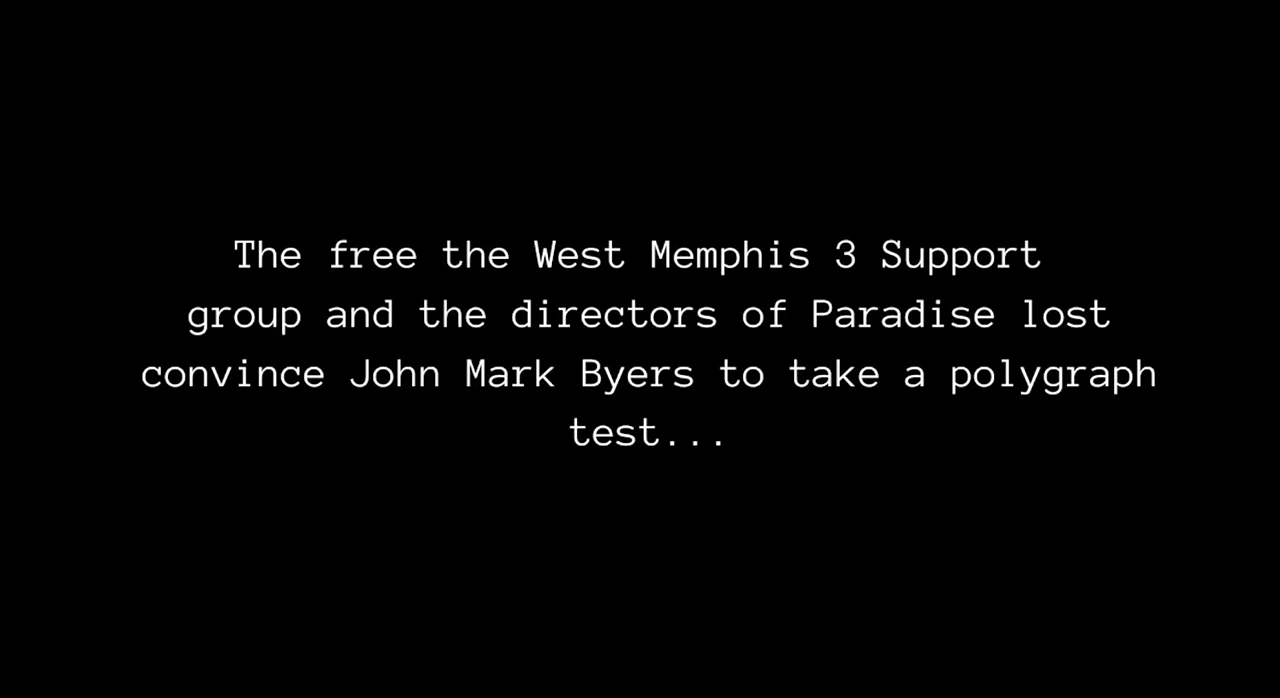 The free the West Memphis 3 Support
group and the directors of Paradise lost
convince John Mark Byers to take a polygraph
test...